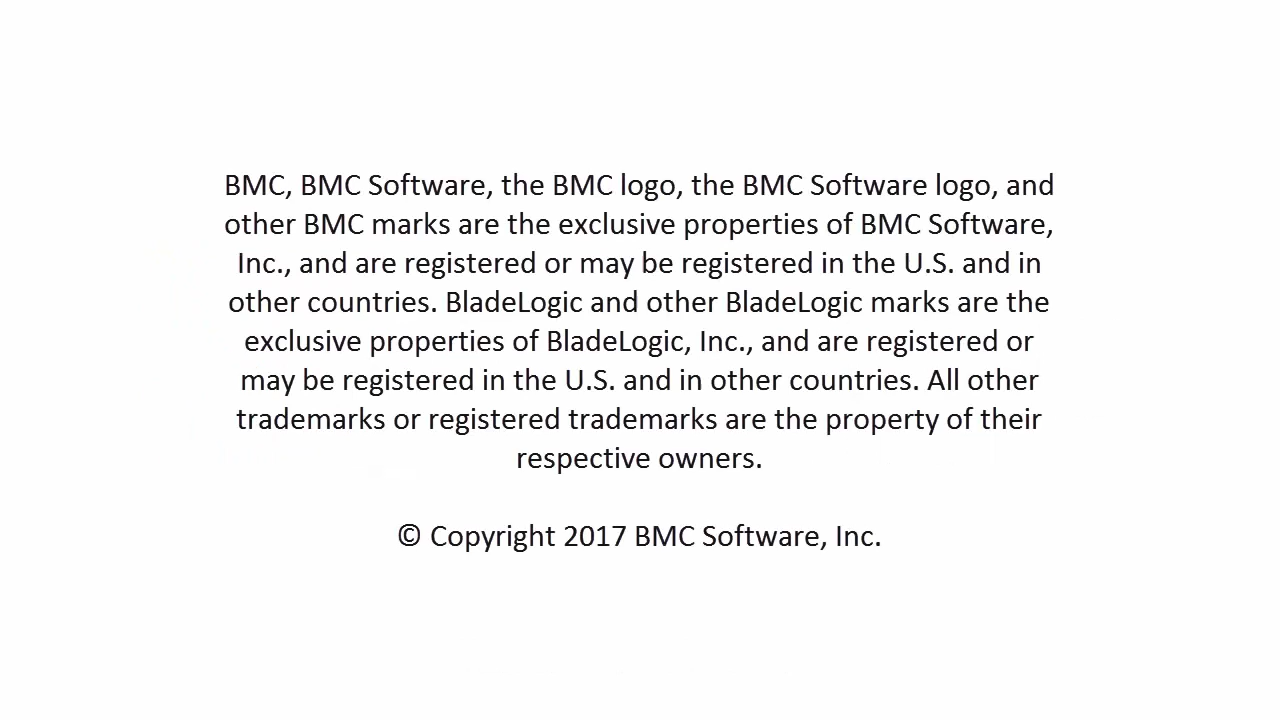 BMC, BMC Software, the BMC logo, the BMC Software logo, and
other BMC marks are the exclusive properties of BMC Software,
Inc., and are registered or may be registered in the U.S. and in
other countries. BladeLogic and other BladeLogic marks are the
exclusive properties of BladeLogic, Inc., and are registered or
may be registered in the U.S. and in other countries. All other
trademarks or registered trademarks are the property of their
respective owners.
© Copyright 2017 BMC Software, Inc.